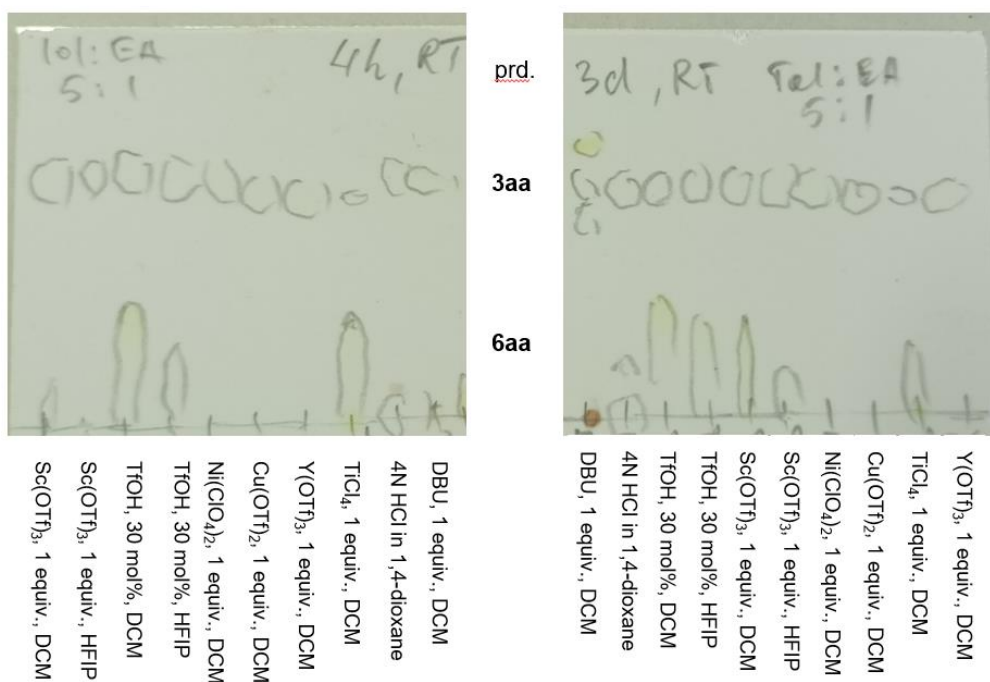 Tol: EA
5 : 1
4h, RT
prd.
3d, RT
Tol: EA
5 : 1
3aa
6aa
Sc(OTf)₃, 1 equiv., DCM
Sc(OTf)₃, 1 equiv., HFIP
TfOH, 30 mol%, DCM
TfOH, 30 mol%, HFIP
Ni(ClO₄)₂, 1 equiv., DCM
Cu(OTf)₂, 1 equiv., DCM
Y(OTf)₃, 1 equiv., DCM
TiCl₄, 1 equiv., DCM
4N HCl in 1,4-dioxane
DBU, 1 equiv., DCM
DBU, 1 equiv., DCM
4N HCl in 1,4-dioxane
TfOH, 30 mol%, DCM
TfOH, 30 mol%, HFIP
Sc(OTf)₃, 1 equiv., DCM
Sc(OTf)₃, 1 equiv., HFIP
Ni(ClO₄)₂, 1 equiv., DCM
Cu(OTf)₂, 1 equiv., DCM
TiCl₄, 1 equiv., DCM
Y(OTf)₃, 1 equiv., DCM